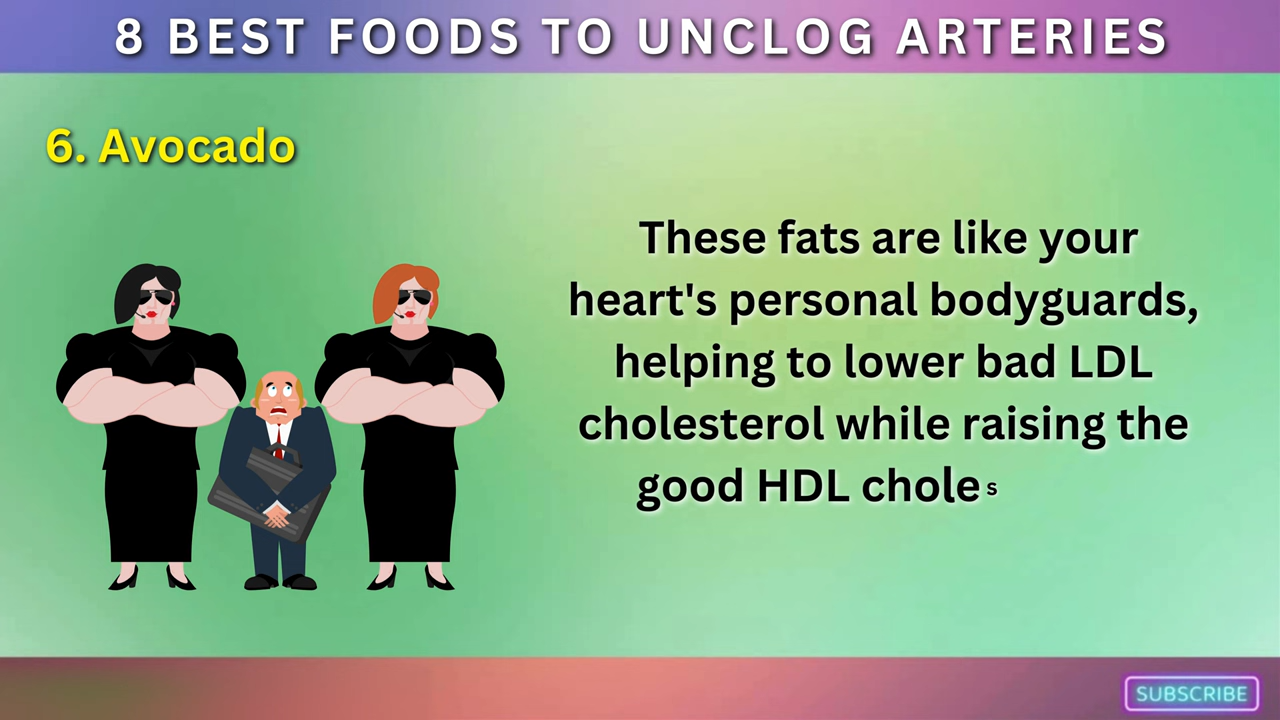 8 BEST FOODS TO UNCLOG ARTERIES
6. Avocado
These fats are like your
heart's personal bodyguards,
helping to lower bad LDL
cholesterol while raising the
good HDL choles
SUBSCRIBE